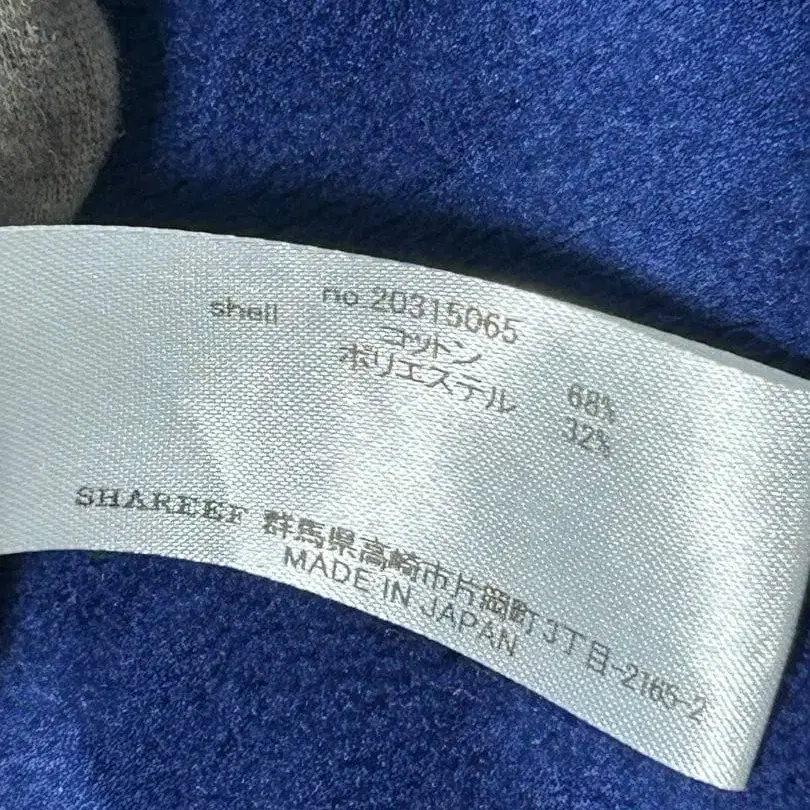 no 20315065
shell
コットン 68%
ポリエステル 32%
SHAREEF 群馬県高崎市片岡町3丁目-2165-2
MADE IN JAPAN